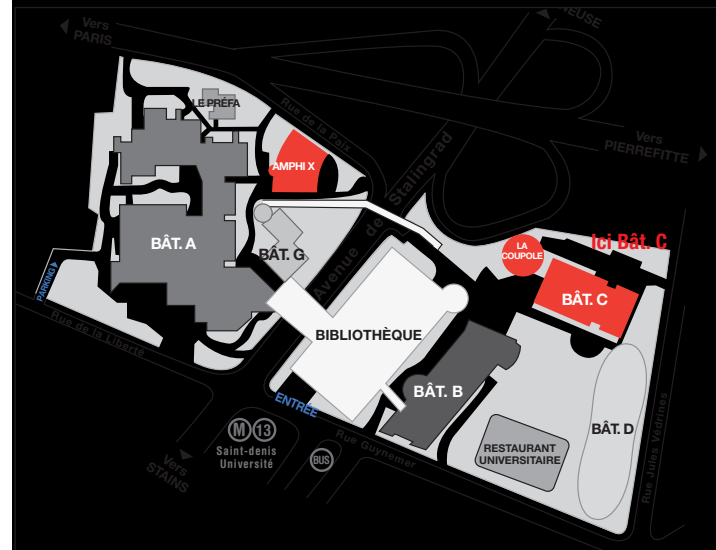 Vers
PARIS
MEUSE
LE PRÉFA
Rue de la Paix
Vers
PIERREFITTE
AMPHI X
Avenue de Stalingrad
Ici Bât. C
LA
COUPOLE
BÂT. A
BÂT. G
PARKING
BÂT. C
Rue de la Liberté
BIBLIOTHÈQUE
BÂT. B
ENTRÉE
BÂT. D
M 13
Saint-denis
Université
BUS
Rue Guynemer
RESTAURANT
UNIVERSITAIRE
Rue Jules Védrines
Vers
STAINS